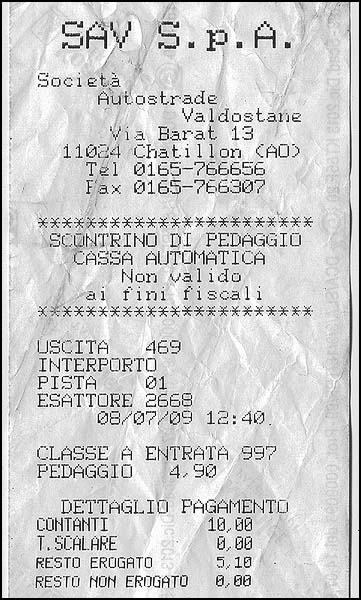 SAV S.p.A.
Società
Autostrade
Valdostane
Via Barat 13
11024 Chatillon (AO)
Tel 0165-766656
Fax 0165-766307
***********************
SCONTRINO DI PEDAGGIO
CASSA AUTOMATICA
Non valido
ai fini fiscali
***********************
USCITA 469
INTERPORTO
PISTA 01
ESATTORE 2668
08/07/09 12:40
CLASSE A ENTRATA 997
PEDAGGIO 4,90
DETTAGLIO PAGAMENTO
CONTANTI 10,00
T.SCALARE 0,00
RESTO EROGATO 5,10
RESTO NON EROGATO 0,00